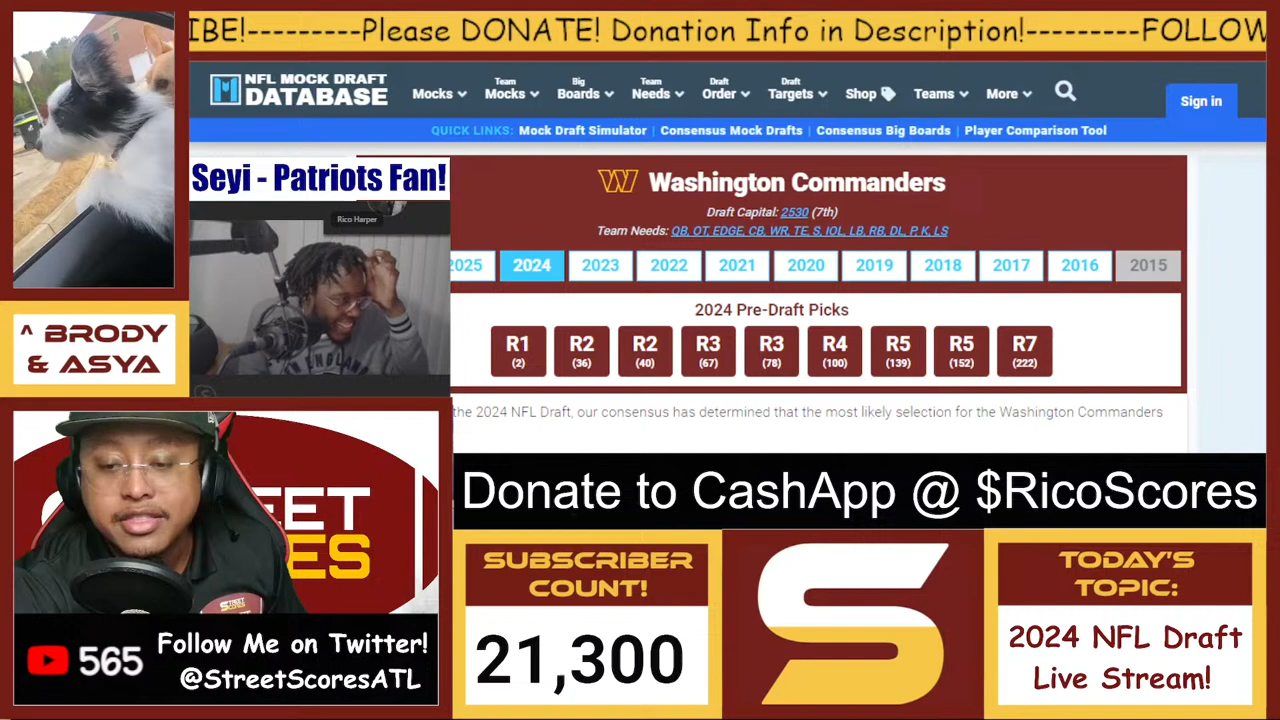 IBE!---------Please DONATE! Donation Info in Description!---------FOLLOW
NFL MOCK DRAFT
DATABASE
Mocks
Team
Mocks
Big
Boards
Team
Needs
Draft
Order
Draft
Targets
Shop
Teams
More
Sign in
QUICK LINKS: Mock Draft Simulator | Consensus Mock Drafts | Consensus Big Boards | Player Comparison Tool
Seyi - Patriots Fan!
Rico Harper
Washington Commanders
Draft Capital: 2530 (7th)
Team Needs: QB, OT, EDGE, CB, WR, TE, S, IOL, LB, RB, DL, P, K, LS
2025 2024 2023 2022 2021 2020 2019 2018 2017 2016 2015
2024 Pre-Draft Picks
R1 R2 R2 R3 R3 R4 R5 R5 R7
(2) (36) (40) (67) (78) (100) (139) (152) (222)
the 2024 NFL Draft, our consensus has determined that the most likely selection for the Washington Commanders
^ BRODY
& ASYA
Donate to CashApp @ $RicoScores
SUBSCRIBER
COUNT!
21,300
TODAY'S
TOPIC:
2024 NFL Draft
Live Stream!
565
Follow Me on Twitter!
@StreetScoresATL